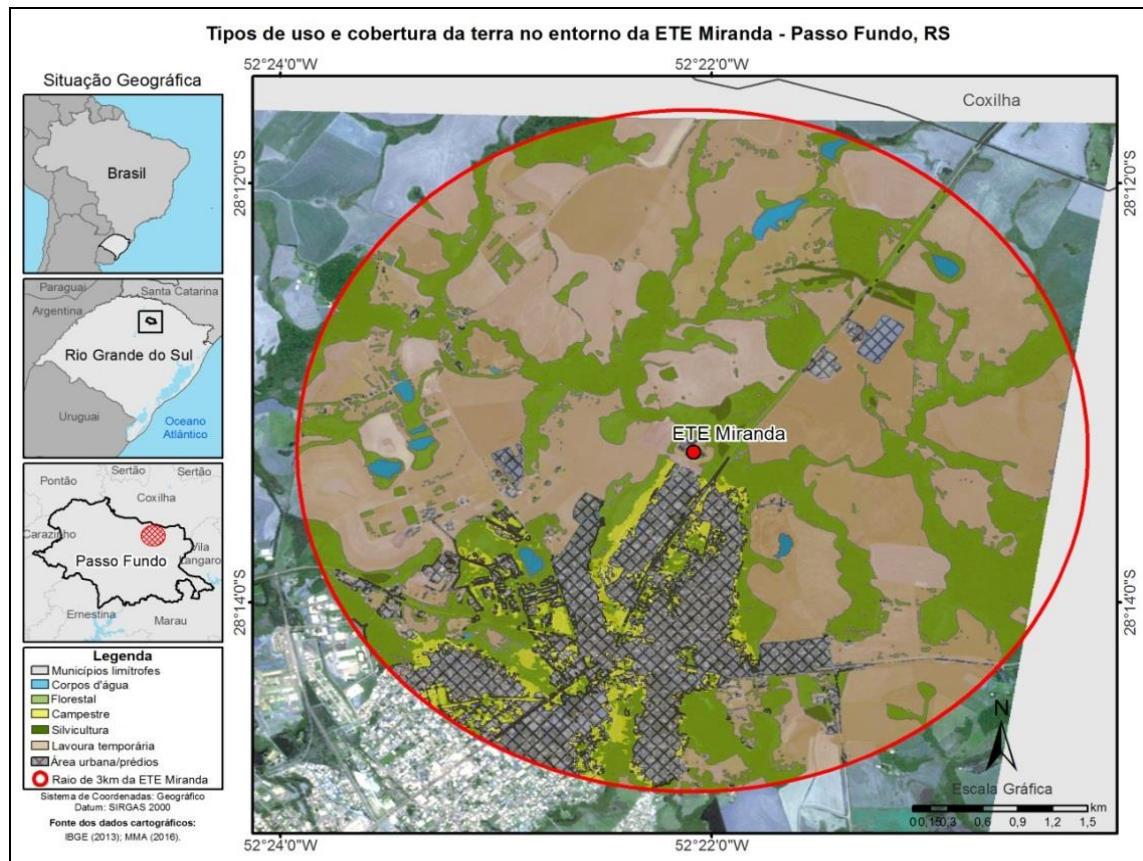 Tipos de uso e cobertura da terra no entorno da ETE Miranda - Passo Fundo, RS
Situação Geográfica
Brasil
Paraguai
Santa Catarina
Argentina
Rio Grande do Sul
Uruguai
Oceano
Atlântico
Sertão
Sertão
Pontão
Coxilha
Carazinho
Vila
Langaro
Passo Fundo
Ernestina
Marau
Legenda
Municípios limítrofes
Corpos d'água
Florestal
Campestre
Silvicultura
Lavoura temporária
Área urbana/prédios
Raio de 3km da ETE Miranda
Sistema de Coordenadas: Geográfico
Datum: SIRGAS 2000
Fonte dos dados cartográficos:
IBGE (2013); MMA (2016).
52°24'0"W
52°22'0"W
Coxilha
28°12'0"S
28°12'0"S
ETE Miranda
28°14'0"S
28°14'0"S
N
Escala Gráfica
km
0 0,15 0,3 0,6 0,9 1,2 1,5
52°24'0"W
52°22'0"W